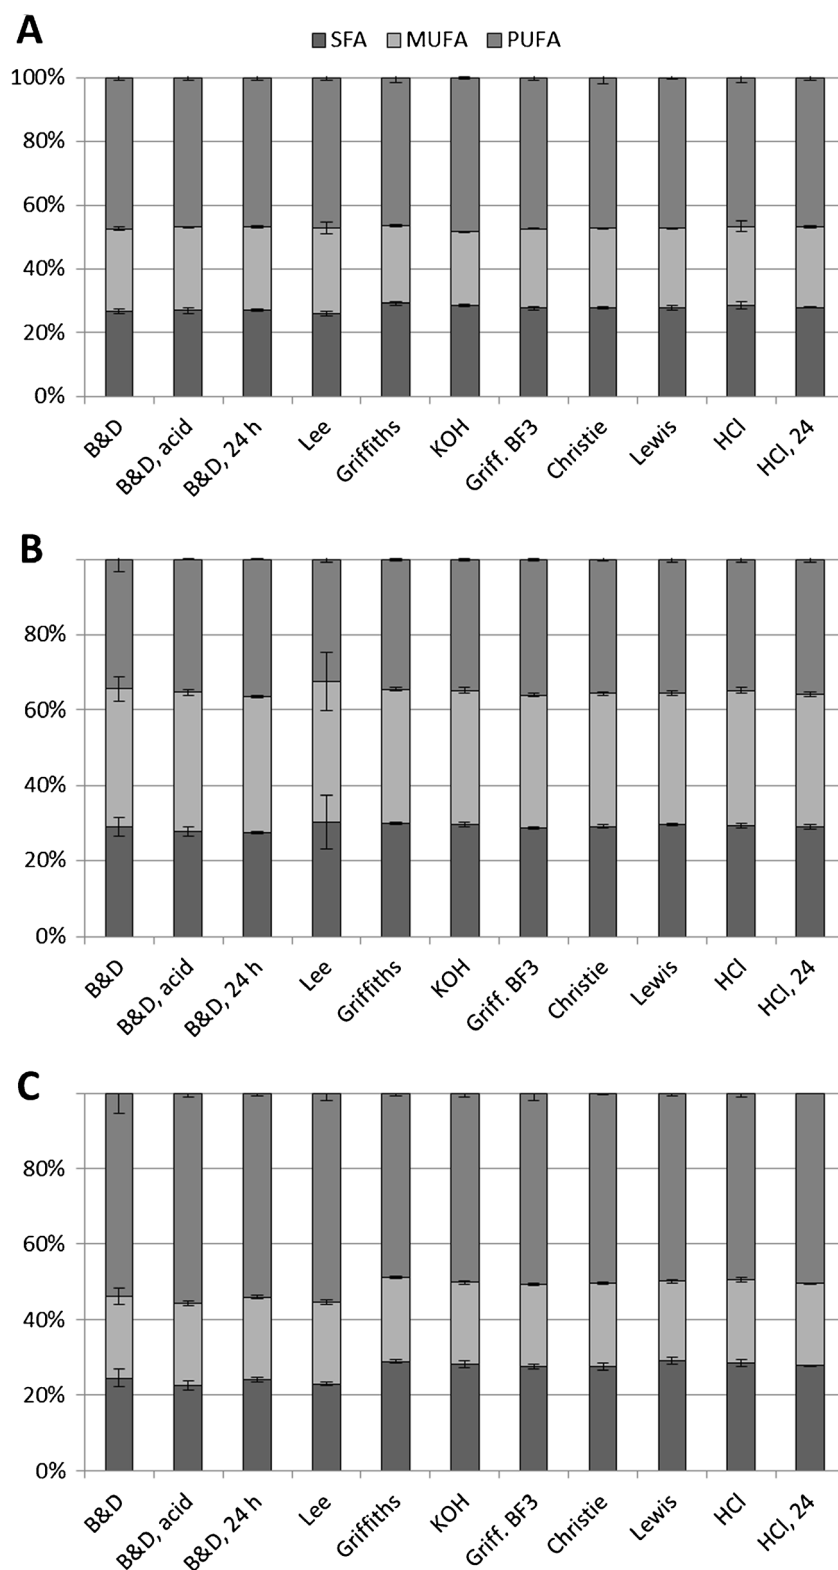 A
SFA MUFA PUFA
100%
80%
60%
40%
20%
0%
B&D
B&D, acid
B&D, 24 h
Lee
Griffiths
KOH
Griff. BF3
Christie
Lewis
HCl
HCl, 24
B
80%
60%
40%
20%
0%
B&D
B&D, acid
B&D, 24 h
Lee
Griffiths
KOH
Griff. BF3
Christie
Lewis
HCl
HCl, 24
C
80%
60%
40%
20%
0%
B&D
B&D, acid
B&D, 24 h
Lee
Griffiths
KOH
Griff. BF3
Christie
Lewis
HCl
HCl, 24